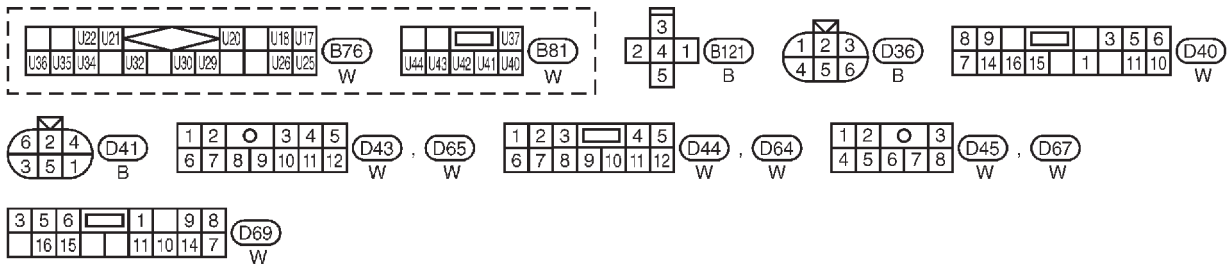 U22 U21 U20 U18 U17 B76
U36 U35 U34 U32 U30 U29 U26 U25 W
U37 B81
U44 U43 U42 U41 U40 W
3
2 4 1 B121
5 B
1 2 3 D36
4 5 6 B
8 9 3 5 6 D40
7 14 16 15 1 11 10 W
6 2 4 D41
3 5 1 B
1 2 3 4 5 D43 , D65
6 7 8 9 10 11 12 W W
1 2 3 4 5 D44 , D64
6 7 8 9 10 11 12 W W
1 2 3 D45 , D67
4 5 6 7 8 W W
3 5 6 1 9 8 D69
16 15 11 10 14 7 W